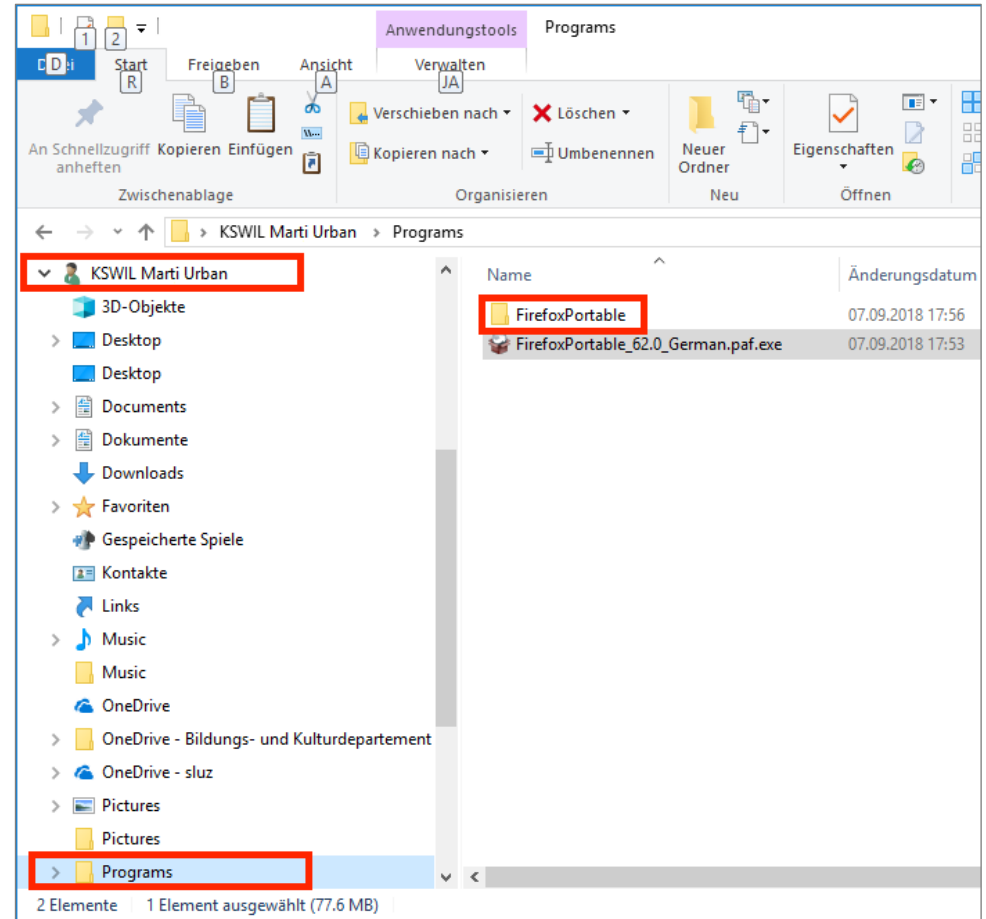 1 2 Anwendungstools Programs
D i Start Freigeben Ansicht Verwalten
R B A JA
An Schnellzugriff anheften
Kopieren Einfügen
Verschieben nach
Kopieren nach
Löschen
Umbenennen
Neuer Ordner
Eigenschaften
Zwischenablage Organisieren Neu Öffnen
KSWIL Marti Urban > Programs
KSWIL Marti Urban
3D-Objekte
Desktop
Desktop
Documents
Dokumente
Downloads
Favoriten
Gespeicherte Spiele
Kontakte
Links
Music
Music
OneDrive
OneDrive - Bildungs- und Kulturdepartement
OneDrive - sluz
Pictures
Pictures
Programs
Name Änderungsdatum
FirefoxPortable 07.09.2018 17:56
FirefoxPortable_62.0_German.paf.exe 07.09.2018 17:53
2 Elemente 1 Element ausgewählt (77.6 MB)